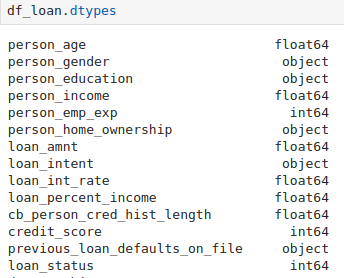 df_loan.dtypes
person_age float64
person_gender object
person_education object
person_income float64
person_emp_exp int64
person_home_ownership object
loan_amnt float64
loan_intent object
loan_int_rate float64
loan_percent_income float64
cb_person_cred_hist_length float64
credit_score int64
previous_loan_defaults_on_file object
loan_status int64